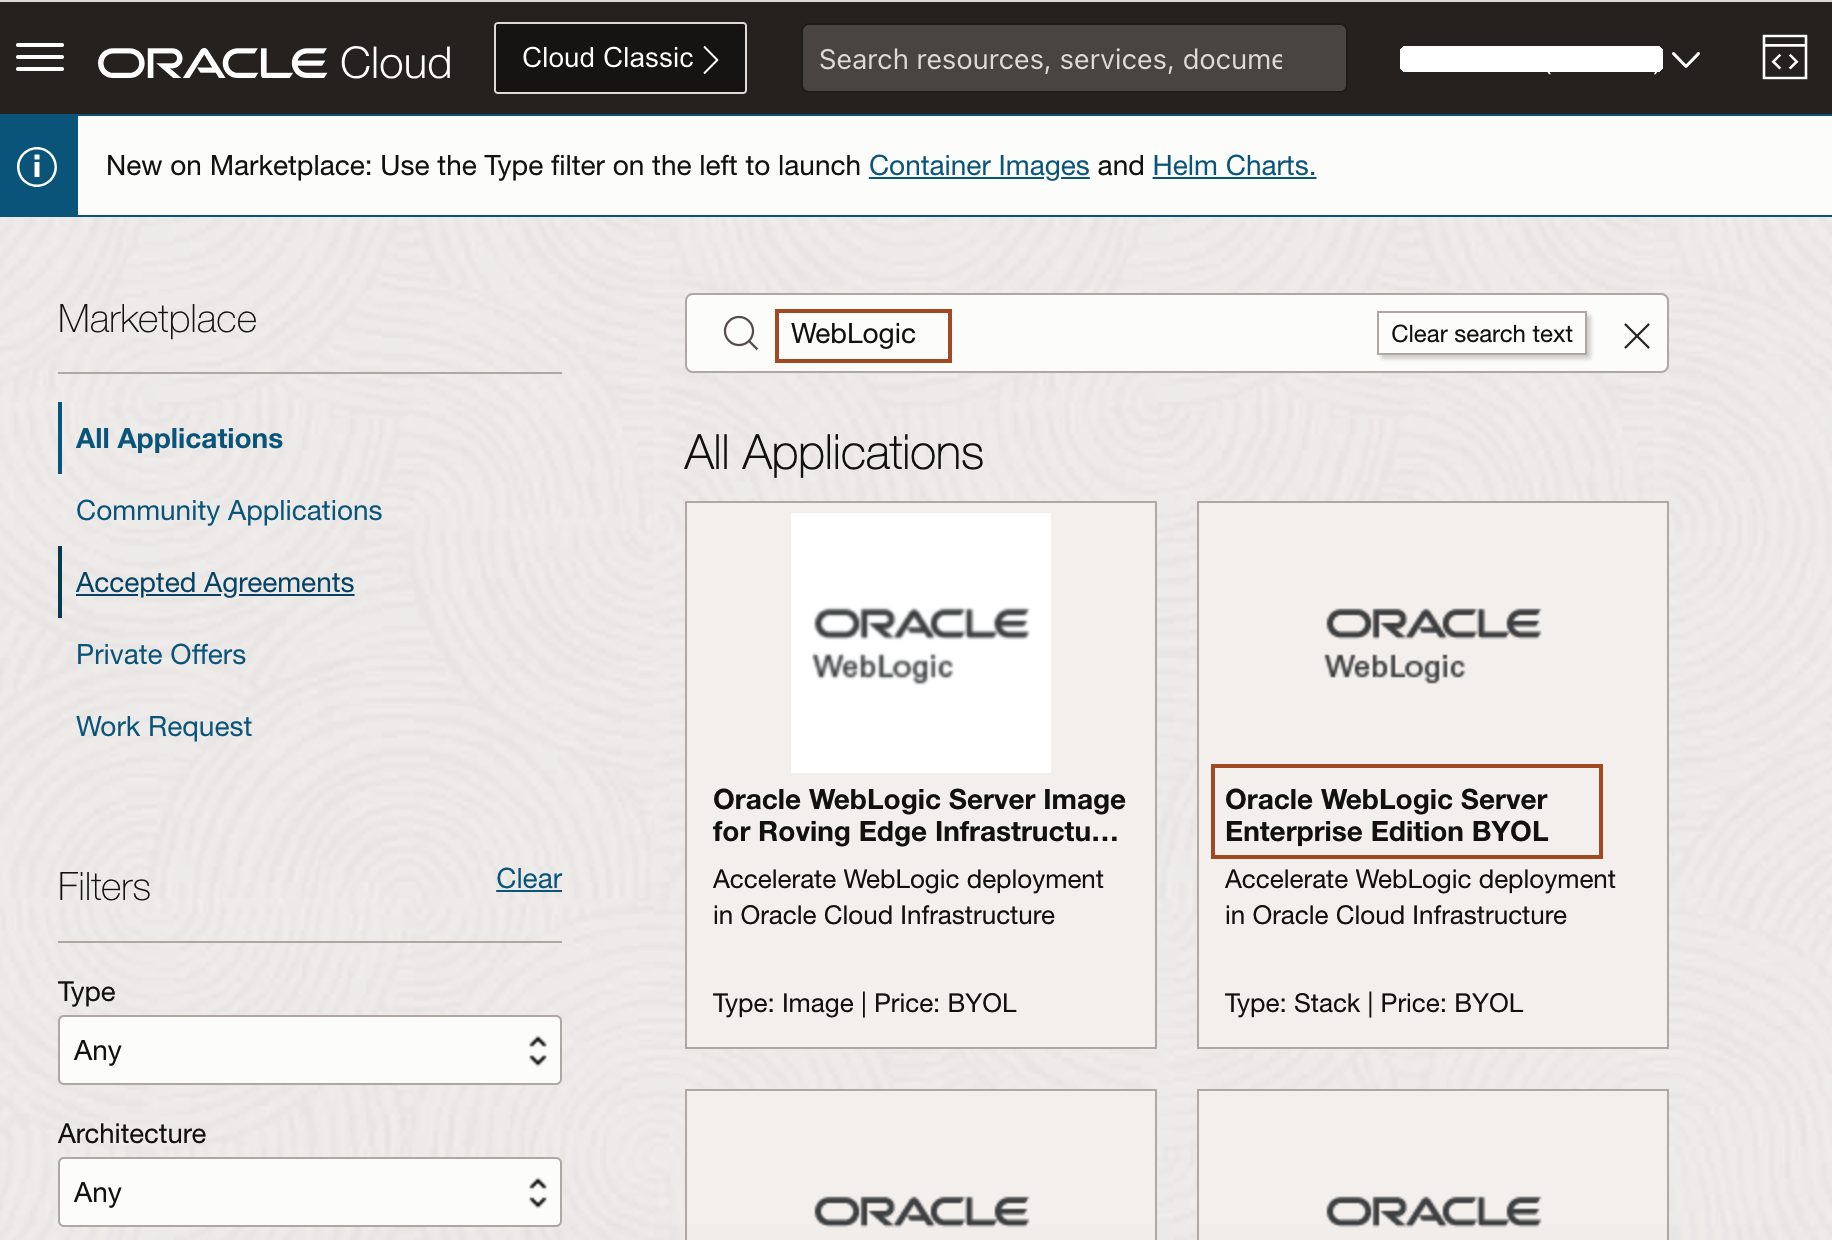 ORACLE Cloud
Cloud Classic
Search resources, services, docume
New on Marketplace: Use the Type filter on the left to launch Container Images and Helm Charts.
Marketplace
All Applications
Community Applications
Accepted Agreements
Private Offers
Work Request
Filters
Clear
Type
Any
Architecture
Any
WebLogic
Clear search text
All Applications
ORACLE
WebLogic
Oracle WebLogic Server Image
for Roving Edge Infrastructu...
Accelerate WebLogic deployment
in Oracle Cloud Infrastructure
Type: Image | Price: BYOL
ORACLE
WebLogic
Oracle WebLogic Server
Enterprise Edition BYOL
Accelerate WebLogic deployment
in Oracle Cloud Infrastructure
Type: Stack | Price: BYOL
ORACLE
ORACLE